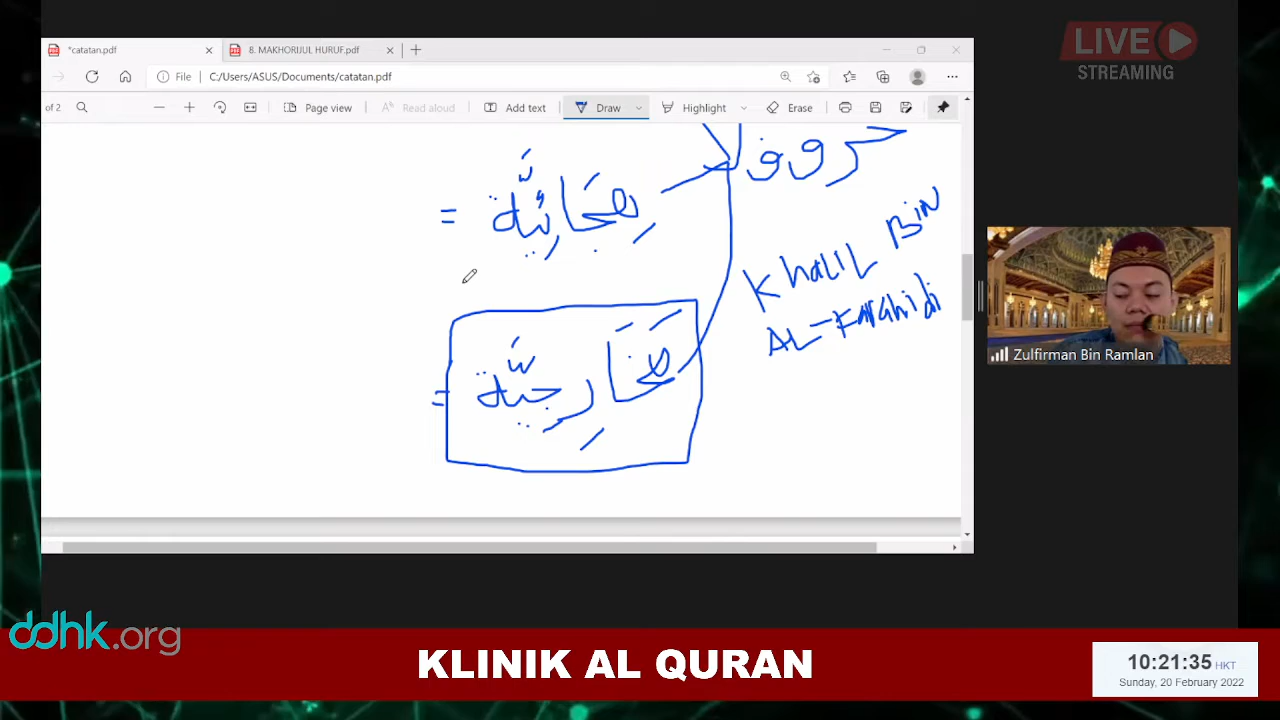 *catatan.pdf
8. MAKHORIJUL HURUF.pdf
LIVE
STREAMING
File
C:/Users/ASUS/Documents/catatan.pdf
of 2
Page view
Read aloud
Add text
Draw
Highlight
Erase
حروف
= هِجَائِيَّة
Khalil Bin
AL-Farahidi
=
Zulfirman Bin Ramlan
ddhk.org
KLINIK AL QURAN
10:21:35 HKT
Sunday, 20 February 2022